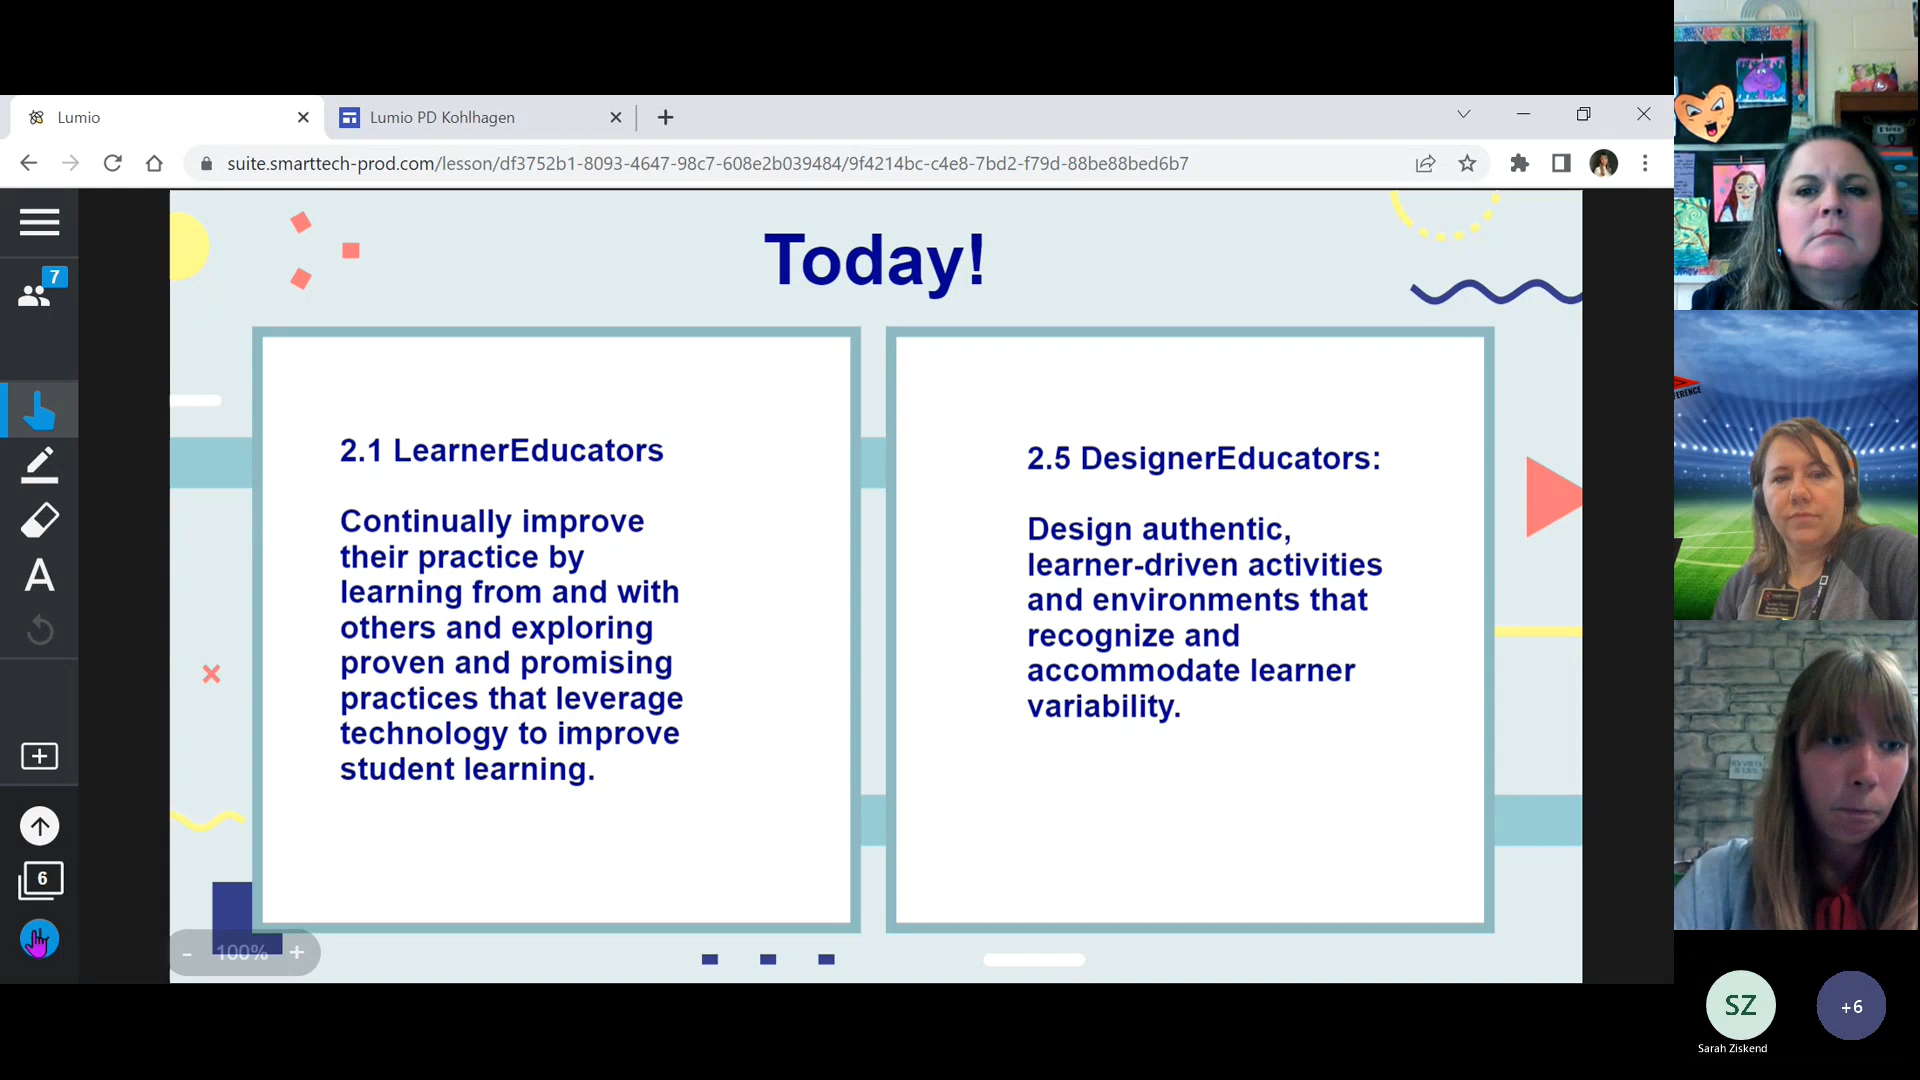 Lumio
Lumio PD Kohlhagen
suite.smarttech-prod.com/lesson/df3752b1-8093-4647-98c7-608e2b039484/9f4214bc-c4e8-7bd2-f79d-88be88bed6b7
7
Today!
2.1 LearnerEducators
Continually improve
their practice by
learning from and with
others and exploring
proven and promising
practices that leverage
technology to improve
student learning.
2.5 DesignerEducators:
Design authentic,
learner-driven activities
and environments that
recognize and
accommodate learner
variability.
A
6
- 100% +
SZ
Sarah Ziskend
+6